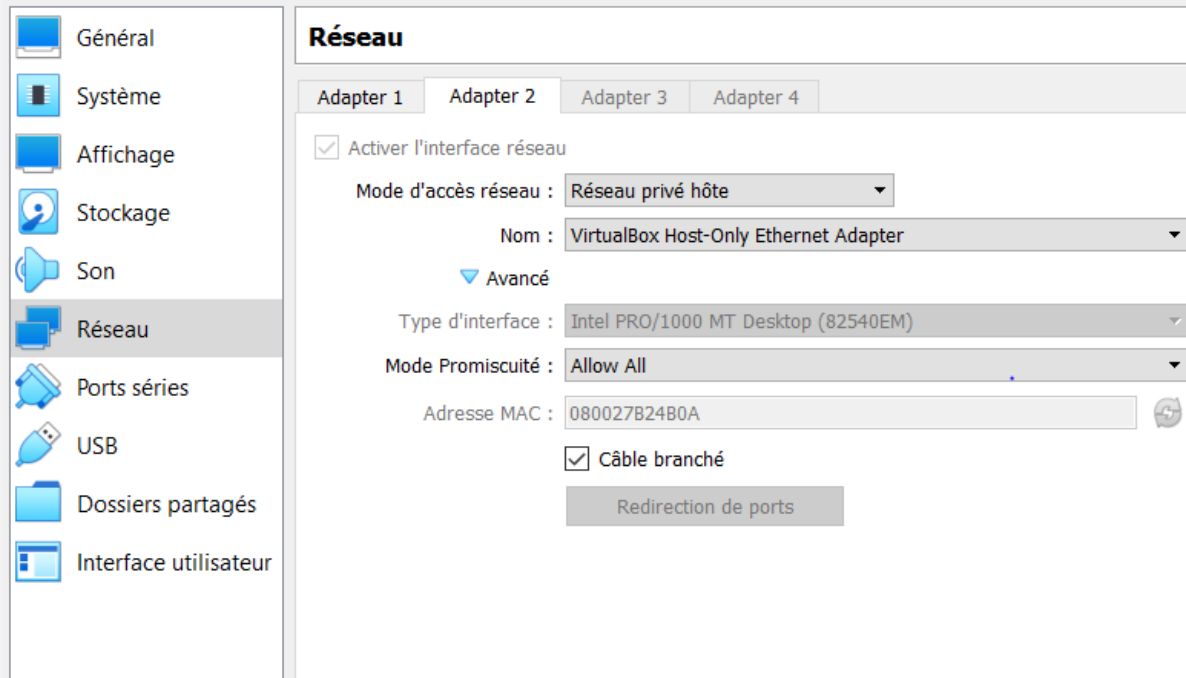 Général
Système
Affichage
Stockage
Son
Réseau
Ports séries
USB
Dossiers partagés
Interface utilisateur
Réseau
Adapter 1 Adapter 2 Adapter 3 Adapter 4
Activer l'interface réseau
Mode d'accès réseau : Réseau privé hôte
Nom : VirtualBox Host-Only Ethernet Adapter
Avancé
Type d'interface : Intel PRO/1000 MT Desktop (82540EM)
Mode Promiscuité : Allow All
Adresse MAC : 080027B24B0A
Câble branché
Redirection de ports